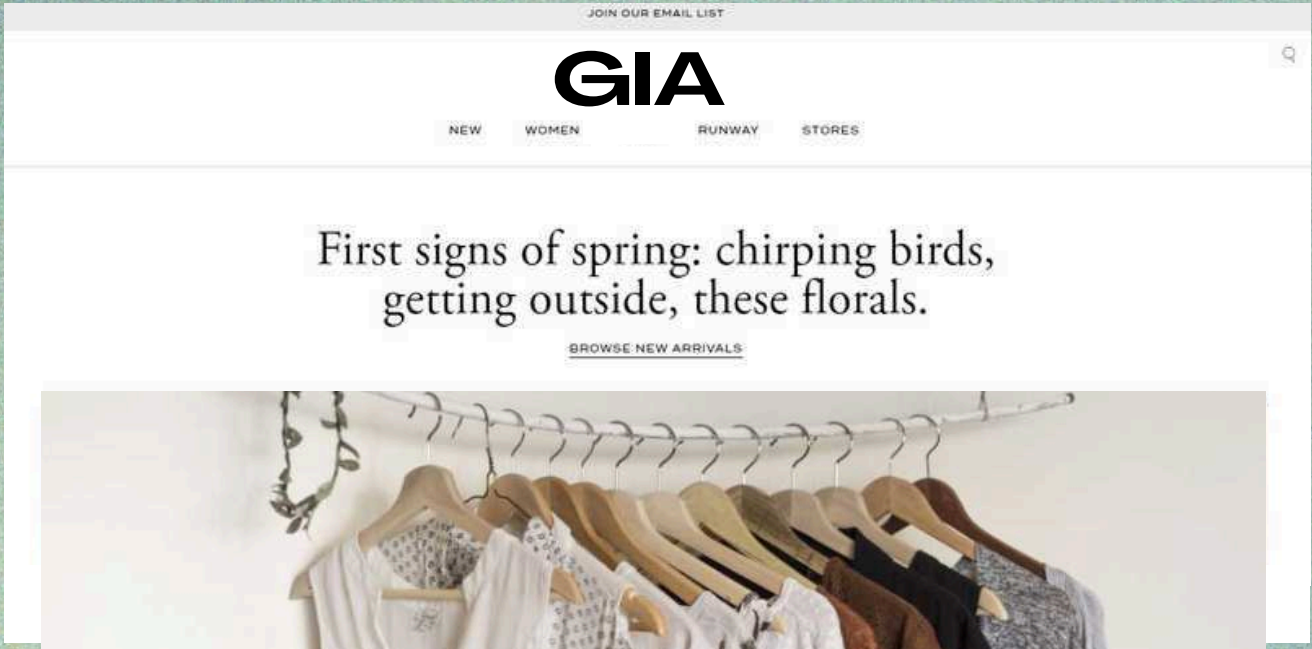 JOIN OUR EMAIL LIST
GIA
NEW WOMEN RUNWAY STORES
First signs of spring: chirping birds,
getting outside, these florals.
BROWSE NEW ARRIVALS